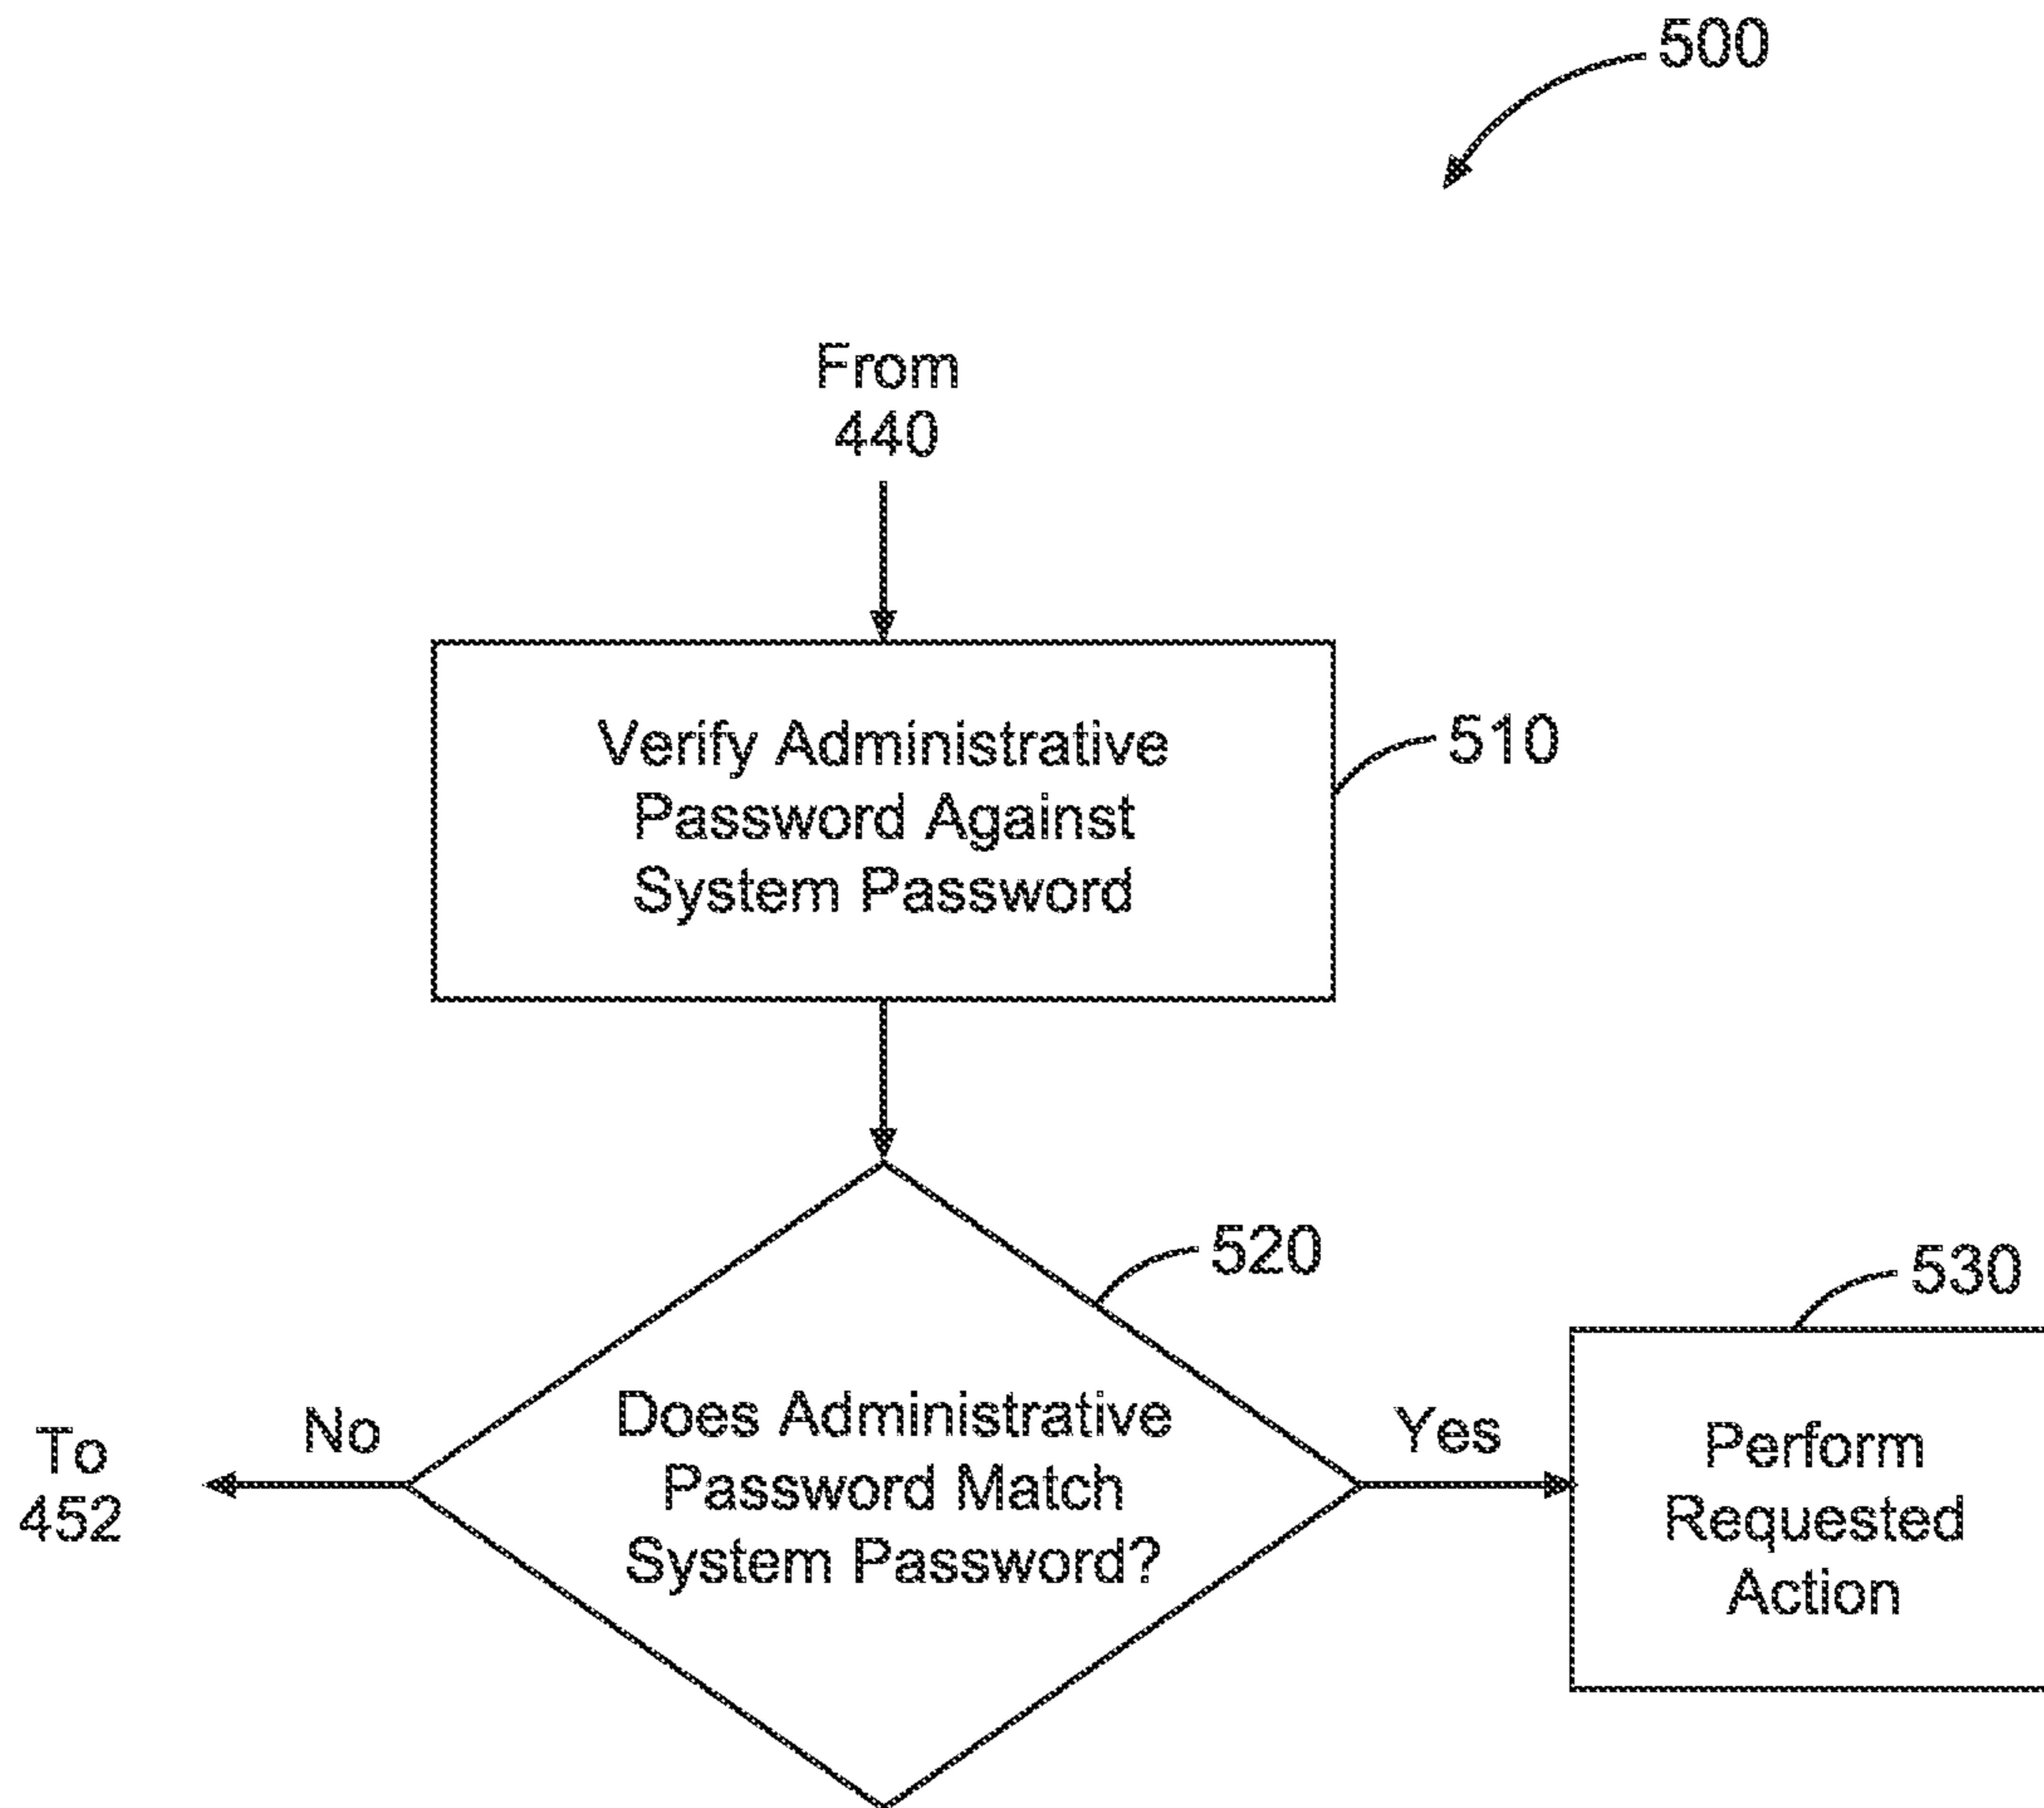 500
From
440
Verify Administrative
Password Against
System Password
510
520
530
Does Administrative
Password Match
System Password?
No
To
452
Yes
Perform
Requested
Action